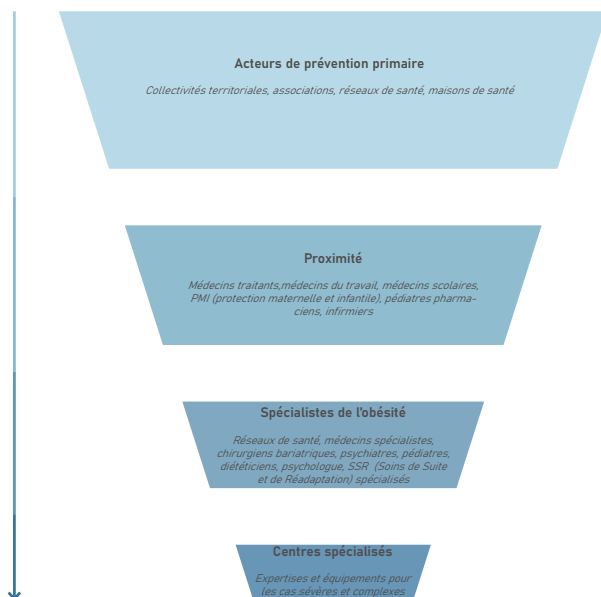 Acteurs de prévention primaire
Collectivités territoriales, associations, réseaux de santé, maisons de santé
Proximité
Médecins traitants,médecins du travail, médecins scolaires,
PMI (protection maternelle et infantile), pédiatres pharma-
ciens, infirmiers
Spécialistes de l'obésité
Réseaux de santé, médecins spécialistes,
chirurgiens bariatriques, psychiatres, pédiatres,
diététiciens, psychologue, SSR (Soins de Suite
et de Réadaptation) spécialisés
Centres spécialisés
Expertises et équipements pour
les cas sévères et complexes